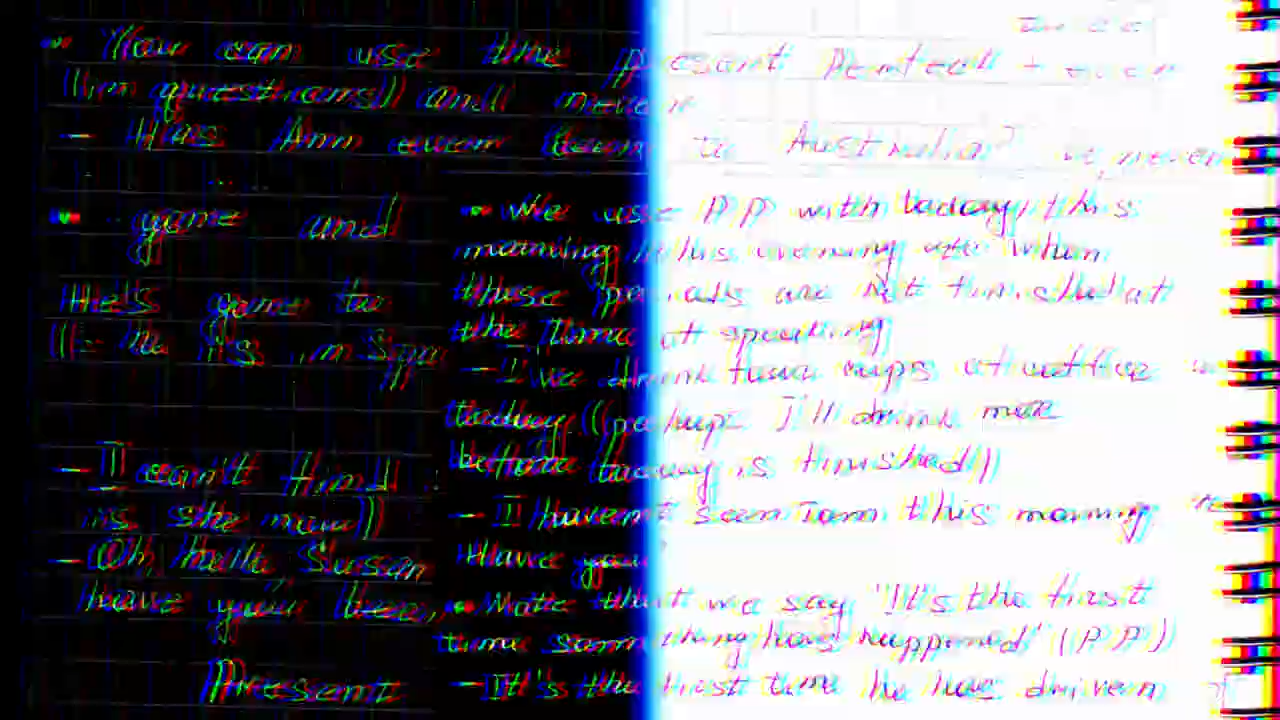 • You can use the present perfect + ever
(in questions) and never
- Has Ann ever been to Australia? We never
• gone and
He's gone to
(= he is in Spain
• We use PP with today, this
morning, this evening etc when
these periods are not finished at
the time of speaking
- I've drunk four cups of coffee
today (perhaps I'll drink more
before today is finished)
- I haven't seen Tom this morning
Have you
- I can't find
is she now)
- Oh, hello Susan
have you been,
Present
• Note that we say 'It's the first
time something has happened' (PP)
- It's the first time he has driven